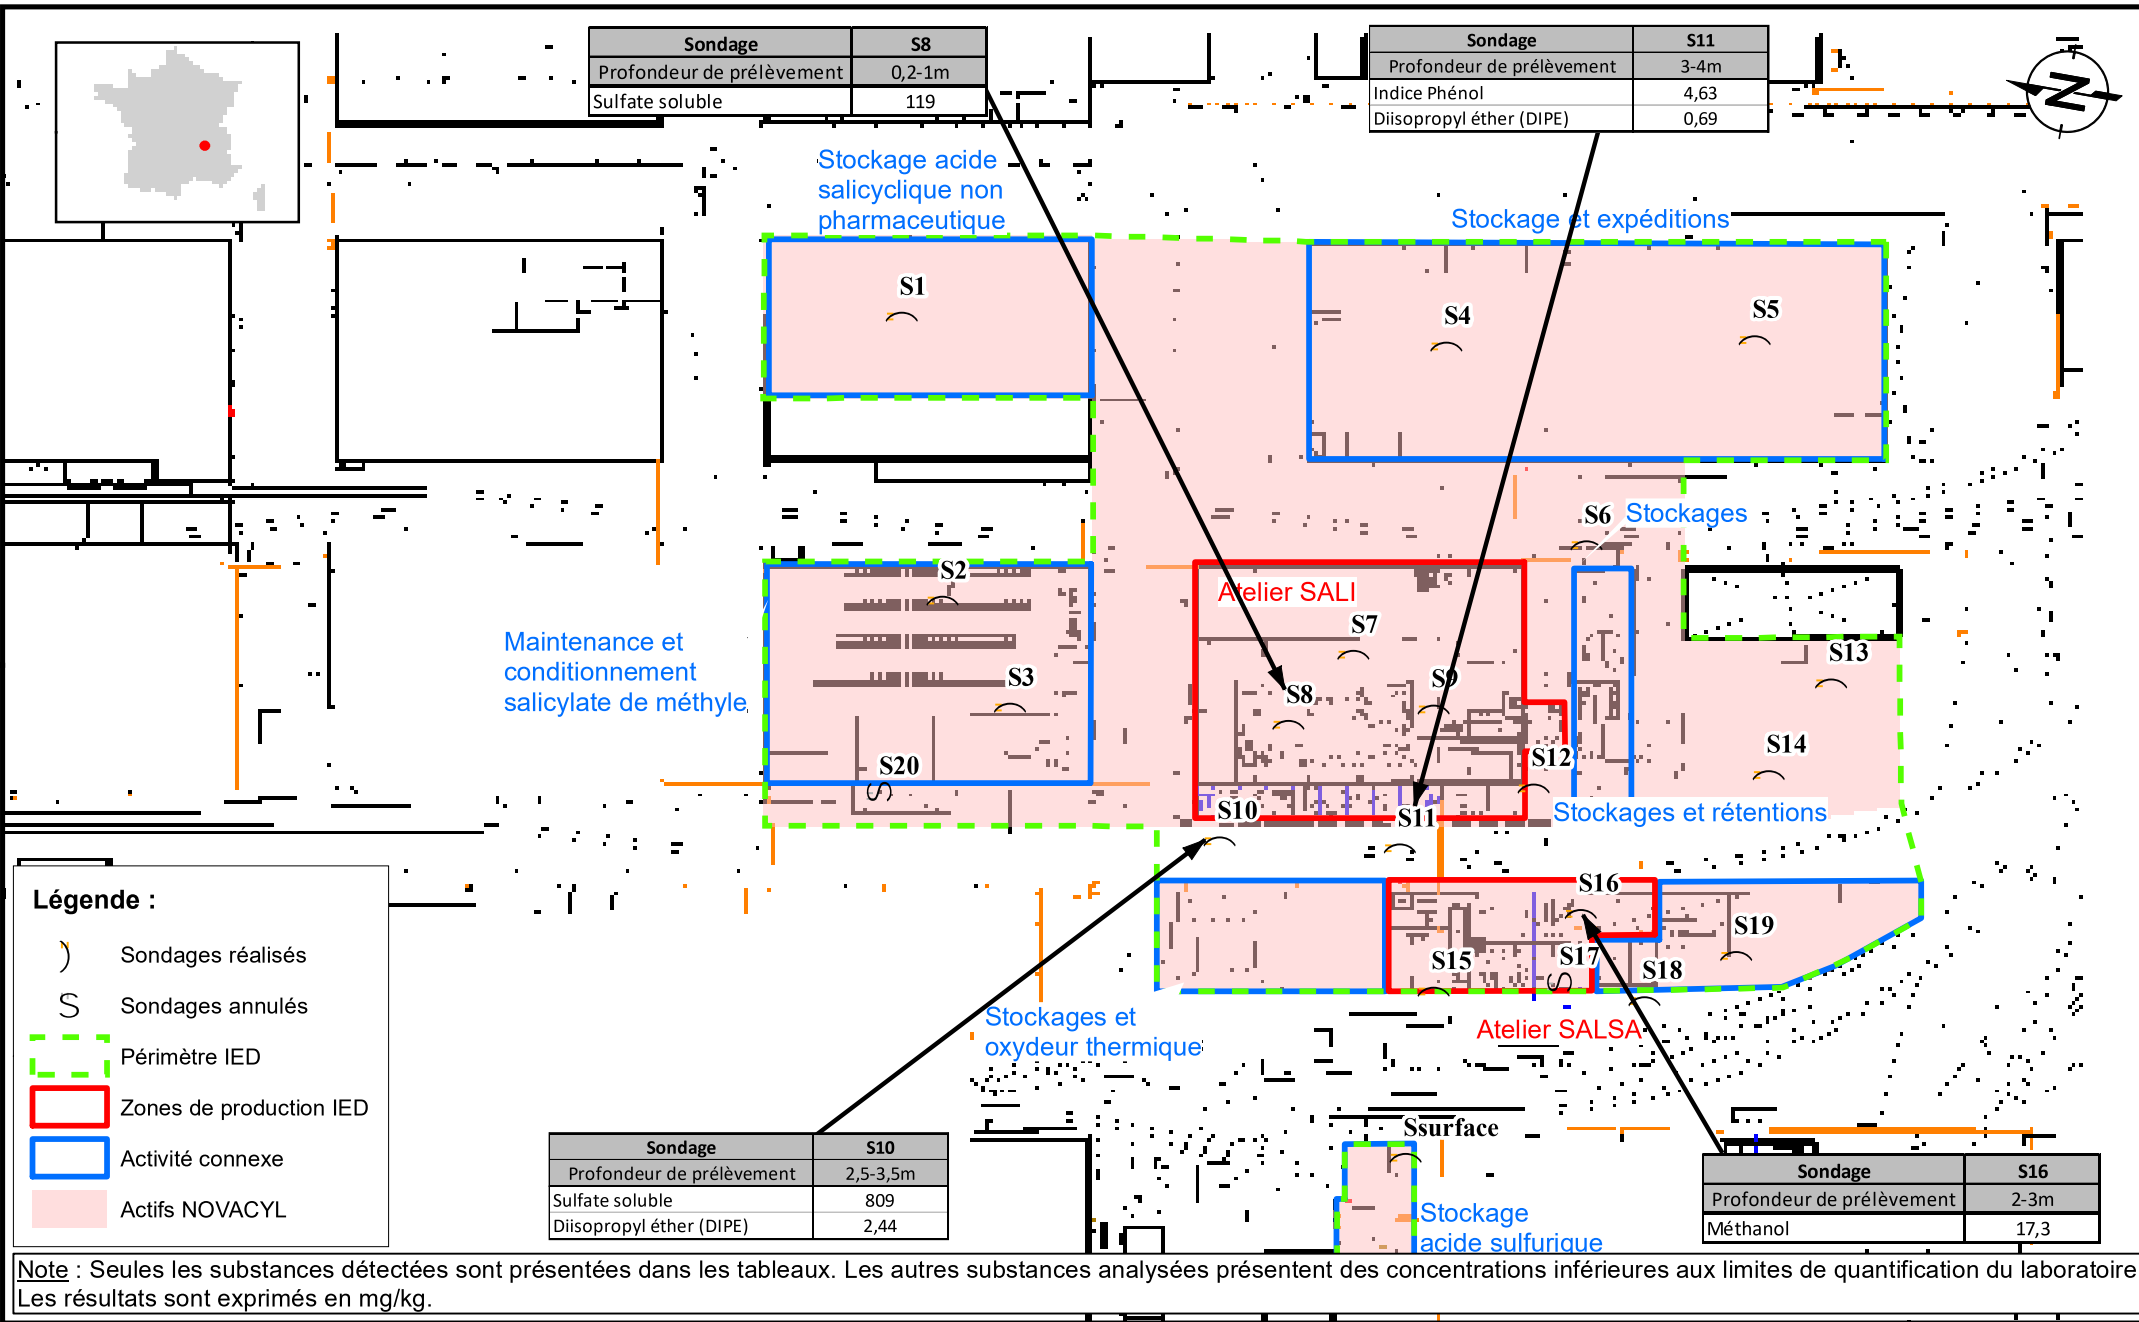 Sondage S8
Profondeur de prélèvement 0,2-1m
Sulfate soluble 119
Sondage S11
Profondeur de prélèvement 3-4m
Indice Phénol 4,63
Diisopropyl éther (DIPE) 0,69
N
Stockage acide
salicyclique non
pharmaceutique
Stockage et expéditions
S1
S4
S5
S6
Stockages
S2
Atelier SALI
S7
Maintenance et
conditionnement
salicylate de méthyle
S3
S8
S9
S13
S14
S12
S20
S10
S11
Stockages et rétentions
S16
S19
S15
S17
S18
Stockages et
oxydeur thermique
Atelier SALSA
Ssurface
Stockage
acide sulfurique
Légende :
Sondages réalisés
S Sondages annulés
Périmètre IED
Zones de production IED
Activité connexe
Actifs NOVACYL
Sondage S10
Profondeur de prélèvement 2,5-3,5m
Sulfate soluble 809
Diisopropyl éther (DIPE) 2,44
Sondage S16
Profondeur de prélèvement 2-3m
Méthanol 17,3
Note : Seules les substances détectées sont présentées dans les tableaux. Les autres substances analysées présentent des concentrations inférieures aux limites de quantification du laboratoire
Les résultats sont exprimés en mg/kg.